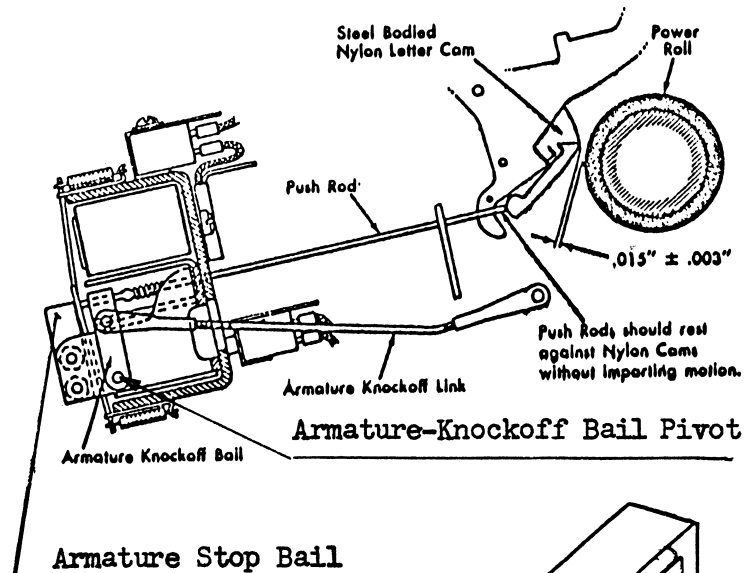 Steel Bodied
Nylon Letter Cam
Power
Roll
Push Rod
.015" ± .003"
Push Rods should rest
against Nylon Cams
without imparting motion.
Armature Knockoff Link
Armature-Knockoff Bail Pivot
Armature Knockoff Bail
Armature Stop Bail